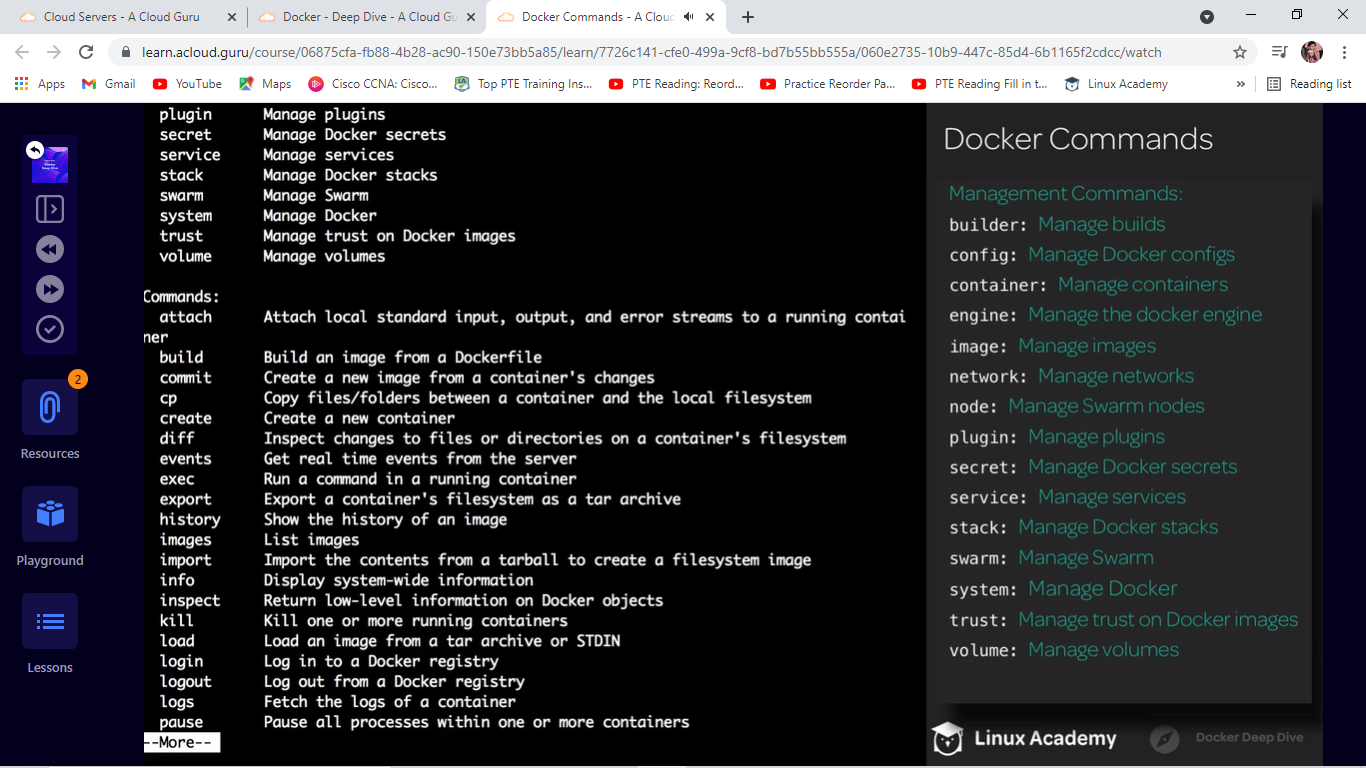 Cloud Servers - A Cloud Guru
Docker - Deep Dive - A Cloud Gu
Docker Commands - A Clouc
learn.acloud.guru/course/06875cfa-fb88-4b28-ac90-150e73bb5a85/learn/7726c141-cfe0-499a-9cf8-bd7b55bb555a/060e2735-10b9-447c-85d4-6b1165f2cdcc/watch
Apps Gmail YouTube Maps Cisco CCNA: Cisco... Top PTE Training Ins... PTE Reading: Reord... Practice Reorder Pa... PTE Reading Fill in t... Linux Academy » Reading list
2
Resources
Playground
Lessons
plugin Manage plugins
secret Manage Docker secrets
service Manage services
stack Manage Docker stacks
swarm Manage Swarm
system Manage Docker
trust Manage trust on Docker images
volume Manage volumes
Commands:
attach Attach local standard input, output, and error streams to a running contai
ner
build Build an image from a Dockerfile
commit Create a new image from a container's changes
cp Copy files/folders between a container and the local filesystem
create Create a new container
diff Inspect changes to files or directories on a container's filesystem
events Get real time events from the server
exec Run a command in a running container
export Export a container's filesystem as a tar archive
history Show the history of an image
images List images
import Import the contents from a tarball to create a filesystem image
info Display system-wide information
inspect Return low-level information on Docker objects
kill Kill one or more running containers
load Load an image from a tar archive or STDIN
login Log in to a Docker registry
logout Log out from a Docker registry
logs Fetch the logs of a container
pause Pause all processes within one or more containers
--More--
Docker Commands
Management Commands:
builder: Manage builds
config: Manage Docker configs
container: Manage containers
engine: Manage the docker engine
image: Manage images
network: Manage networks
node: Manage Swarm nodes
plugin: Manage plugins
secret: Manage Docker secrets
service: Manage services
stack: Manage Docker stacks
swarm: Manage Swarm
system: Manage Docker
trust: Manage trust on Docker images
volume: Manage volumes
Linux Academy
Docker Deep Dive